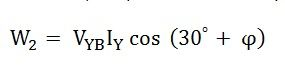 W₂ = V_YB I_Y cos (30° + φ)